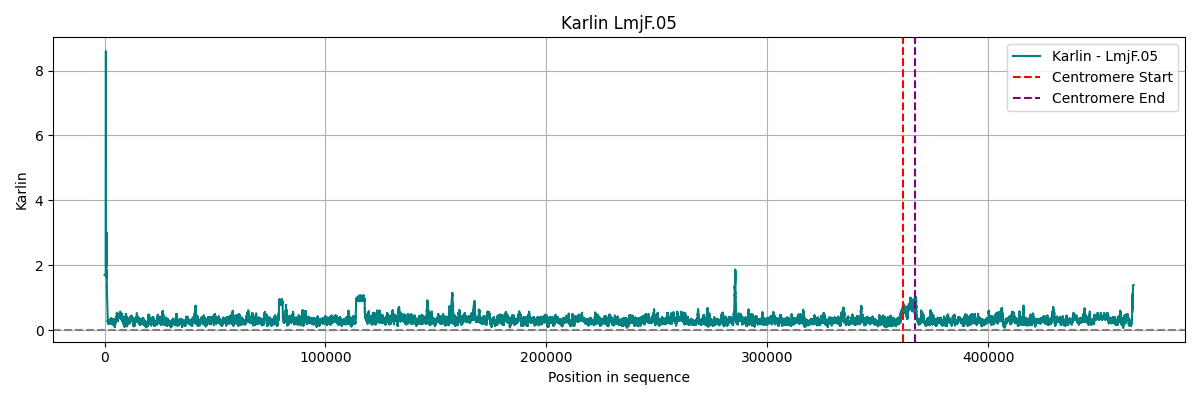 Karlin LmjF.05
Karlin
8
6
4
2
0
Karlin - LmjF.05
Centromere Start
Centromere End
0
100000
200000
300000
400000
Position in sequence